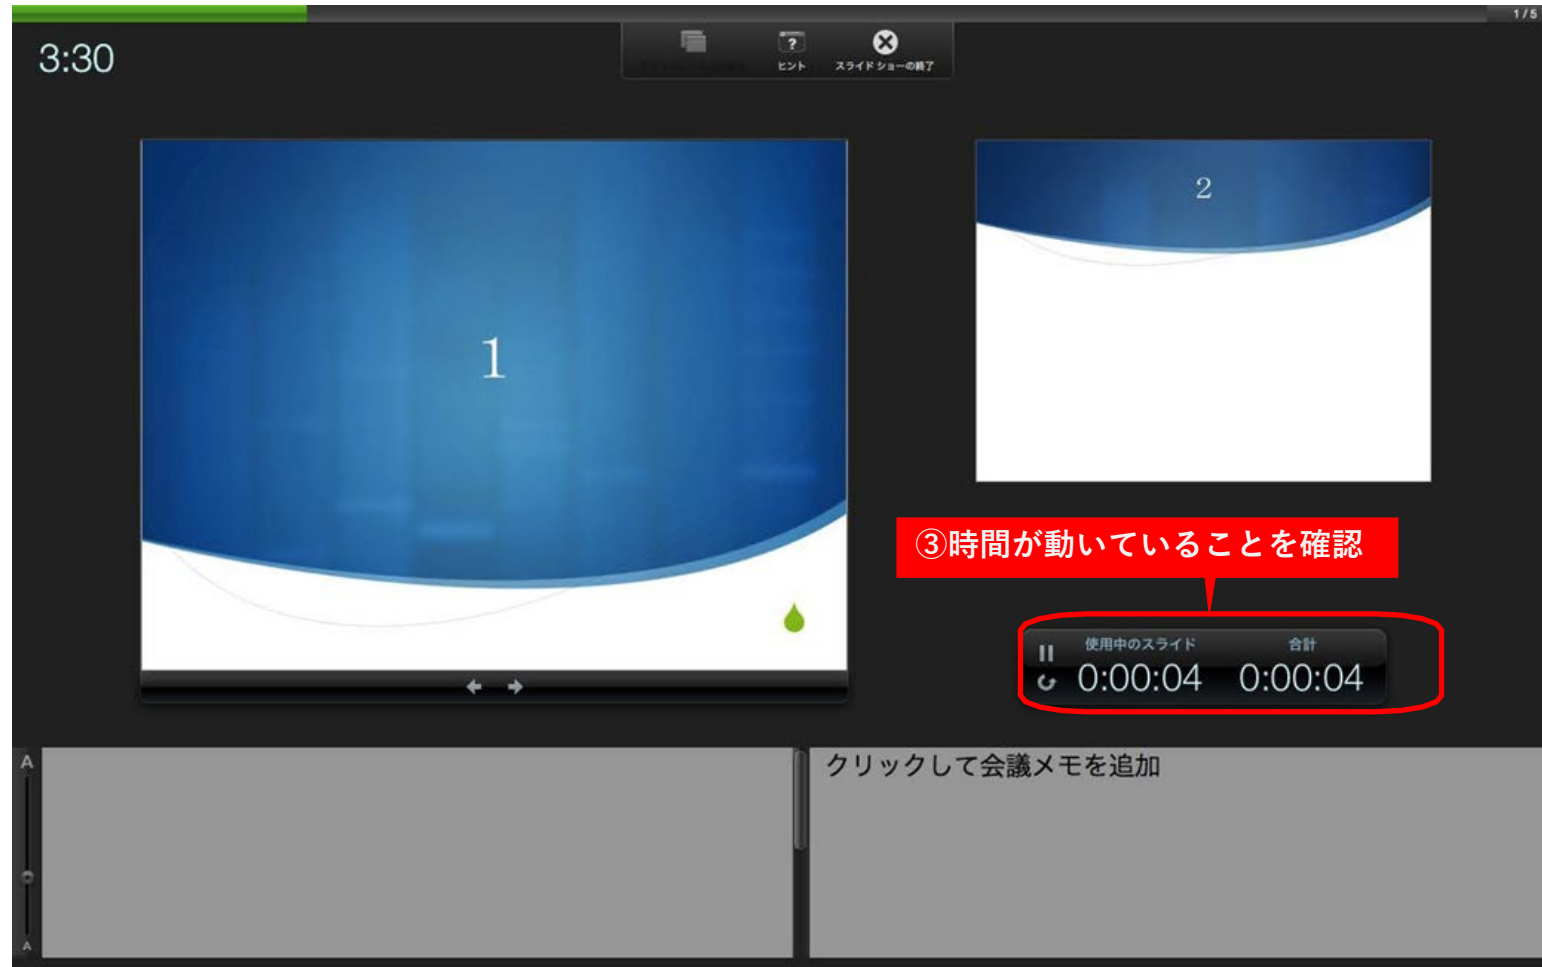 1/5
3:30
ヒント
スライド ショーの終了
1
2
③時間が動いていることを確認
使用中のスライド 合計
0:00:04 0:00:04
A
クリックして会議メモを追加
A